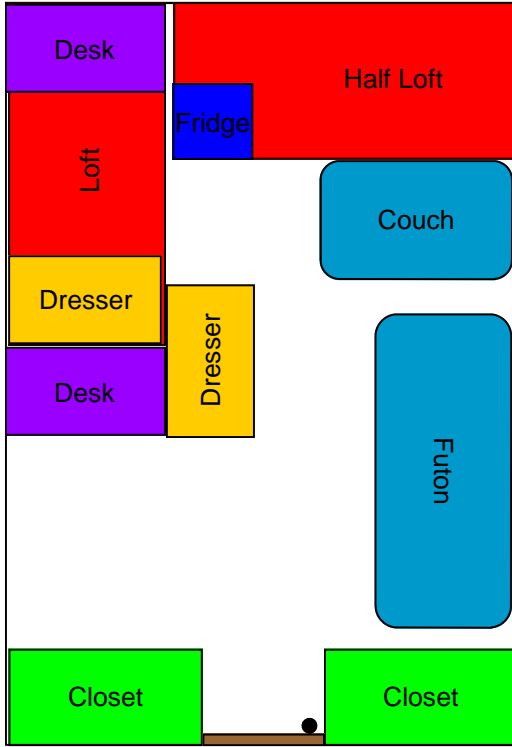 Desk
Half Loft
Fridge
Loft
Couch
Dresser
Dresser
Desk
Futon
Closet
Closet